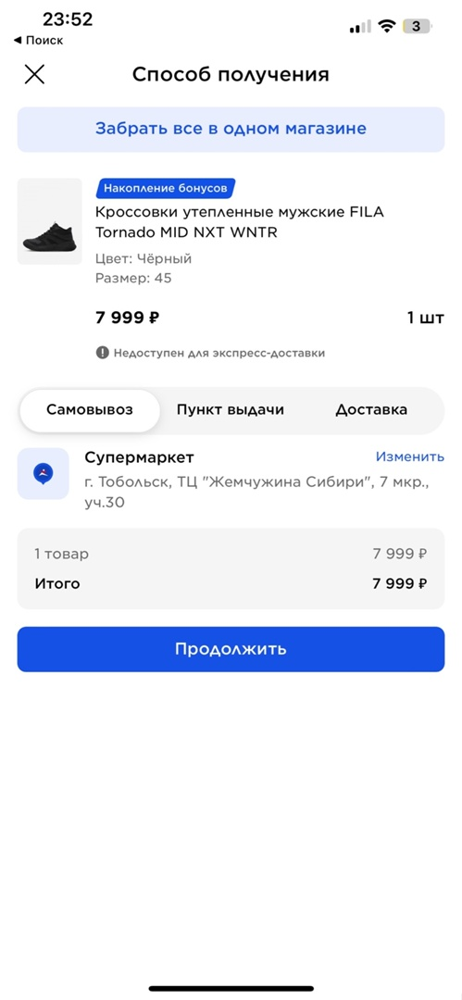 23:52
3
◀ Поиск
Способ получения
Забрать все в одном магазине
Накопление бонусов
Кроссовки утепленные мужские FILA
Tornado MID NXT WNTR
Цвет: Чёрный
Размер: 45
7 999 ₽ 1 шт
Недоступен для экспресс-доставки
Самовывоз Пункт выдачи Доставка
Супермаркет Изменить
г. Тобольск, ТЦ "Жемчужина Сибири", 7 мкр.,
уч.30
1 товар 7 999 ₽
Итого 7 999 ₽
Продолжить